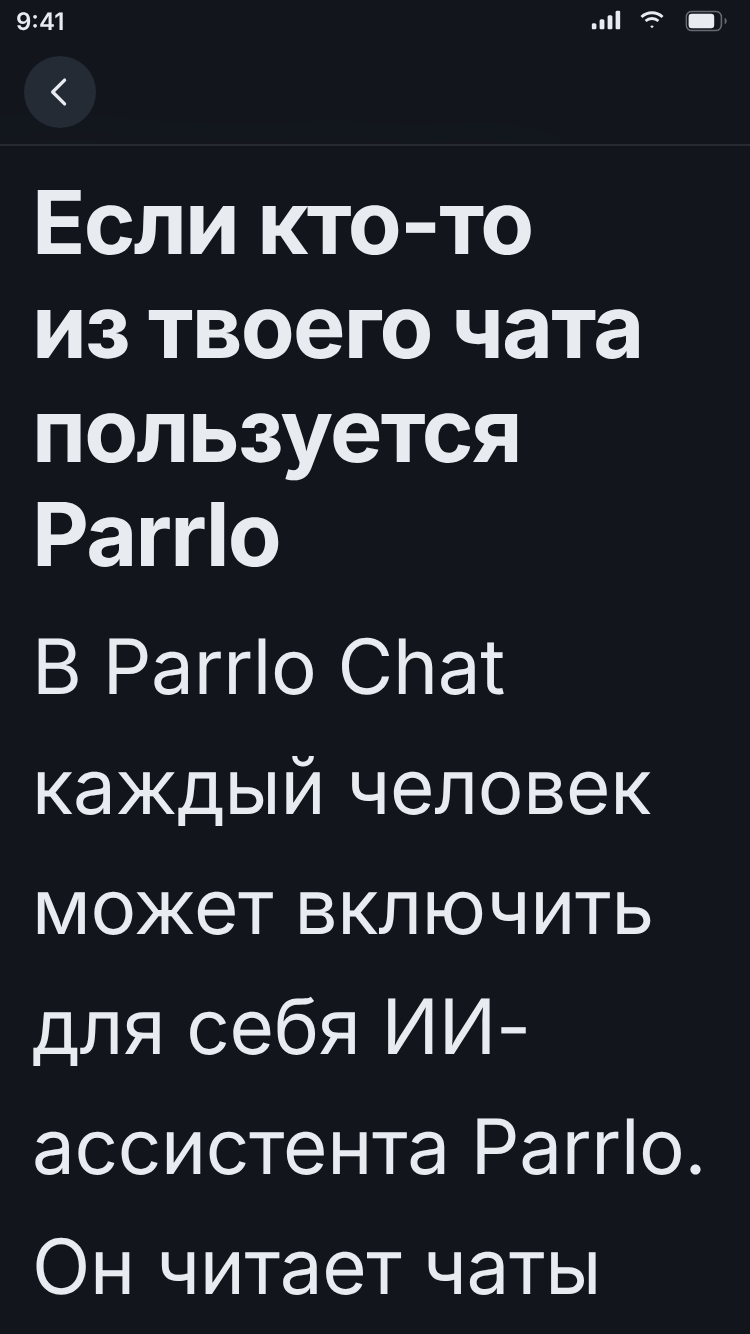 9:41
Если кто-то
из твоего чата
пользуется
Parrlo
В Parrlo Chat
каждый человек
может включить
для себя ИИ-
ассистента Parrlo.
Он читает чаты